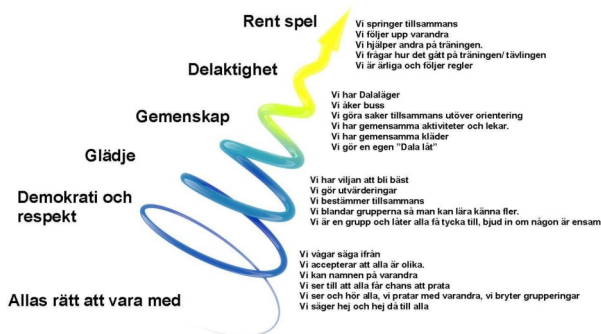 Rent spel
Vi springer tillsammans
Vi följer upp varandra
Vi hjälper andra på träningen.
Vi frågar hur det gått på träningen/ tävlingen
Vi är ärliga och följer regler
Delaktighet
Vi har Dalaläger
Vi åker buss
Vi göra saker tillsammans utöver orientering
Vi har gemensamma aktiviteter och lekar.
Vi har gemensamma kläder
Vi gör en egen ”Dala låt”
Gemenskap
Glädje
Vi har viljan att bli bäst
Vi gör utvärderingar
Vi bestämmer tillsammans
Vi blandar grupperna så man kan lära känna fler.
Vi är en grupp och låter alla få tycka till, bjud in om någon är ensam
Demokrati och
respekt
Vi vågar säga ifrån
Vi accepterar att alla är olika.
Vi kan namnen på varandra
Vi ser till att alla får chans att prata
Vi ser och hör alla, vi pratar med varandra, vi bryter grupperingar
Vi säger hej och hej då till alla
Allas rätt att vara med